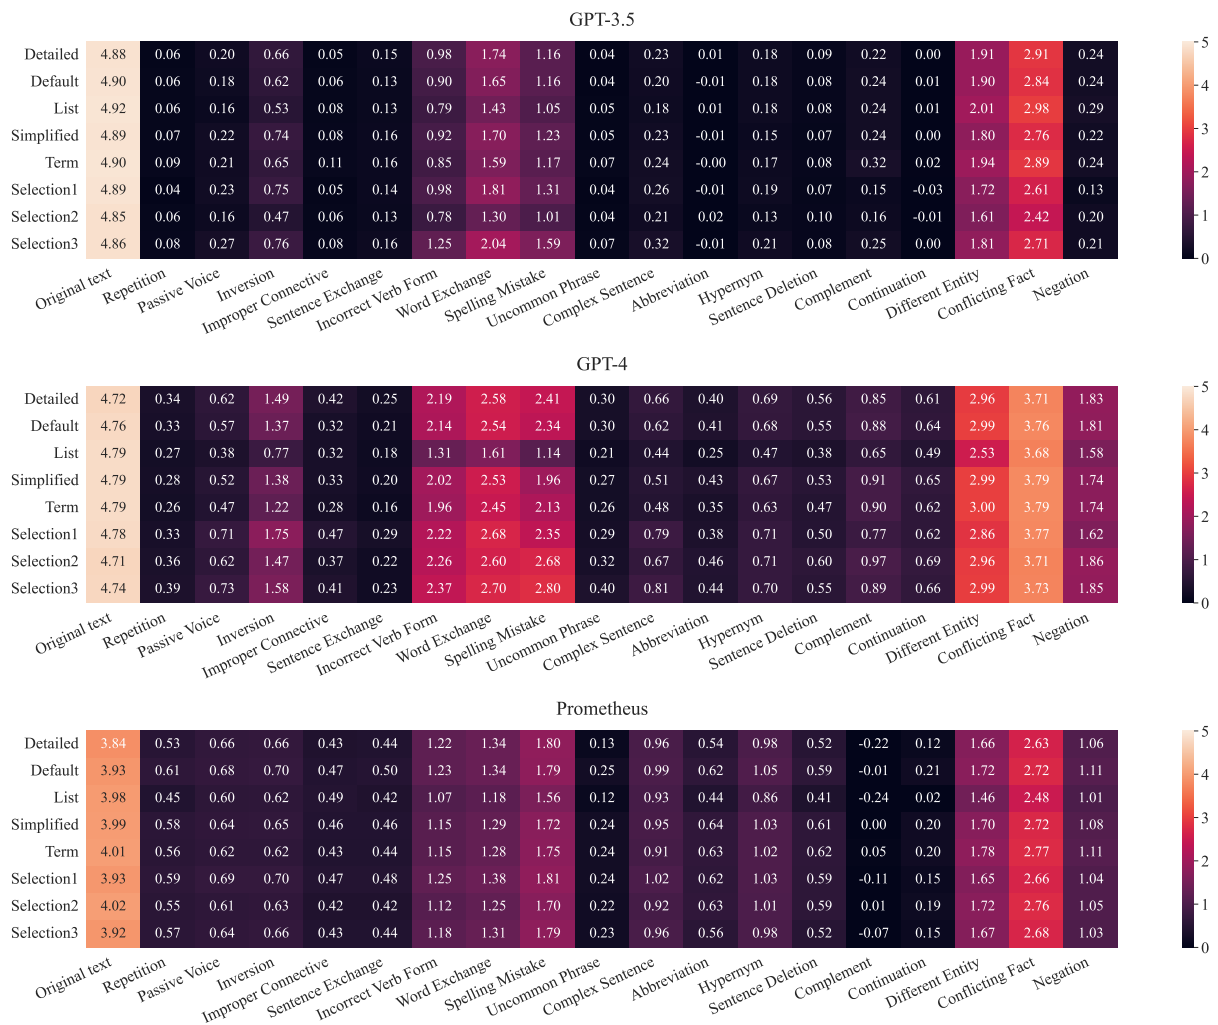 GPT-3.5
Detailed 4.88 0.06 0.20 0.66 0.05 0.15 0.98 1.74 1.16 0.04 0.23 0.01 0.18 0.09 0.22 0.00 1.91 2.91 0.24 5
Default 4.90 0.06 0.18 0.62 0.06 0.13 0.90 1.65 1.16 0.04 0.20 -0.01 0.18 0.08 0.24 0.01 1.90 2.84 0.24 4
List 4.92 0.06 0.16 0.53 0.08 0.13 0.79 1.43 1.05 0.05 0.18 0.01 0.18 0.08 0.24 0.01 2.01 2.98 0.29
Simplified 4.89 0.07 0.22 0.74 0.08 0.16 0.92 1.70 1.23 0.05 0.23 -0.01 0.15 0.07 0.24 0.00 1.80 2.76 0.22 3
Term 4.90 0.09 0.21 0.65 0.11 0.16 0.85 1.59 1.17 0.07 0.24 -0.00 0.17 0.08 0.32 0.02 1.94 2.89 0.24 2
Selection1 4.89 0.04 0.23 0.75 0.05 0.14 0.98 1.81 1.31 0.04 0.26 -0.01 0.19 0.07 0.15 -0.03 1.72 2.61 0.13
Selection2 4.85 0.06 0.16 0.47 0.06 0.13 0.78 1.30 1.01 0.04 0.21 0.02 0.13 0.10 0.16 -0.01 1.61 2.42 0.20 1
Selection3 4.86 0.08 0.27 0.76 0.08 0.16 1.25 2.04 1.59 0.07 0.32 -0.01 0.21 0.08 0.25 0.00 1.81 2.71 0.21 0
Original text Repetition Passive Voice Inversion Improper Connective Sentence Exchange Incorrect Verb Form Word Exchange Spelling Mistake Uncommon Phrase Complex Sentence Abbreviation Hypernym Sentence Deletion Complement Continuation Different Entity Conflicting Fact Negation
GPT-4
Detailed 4.72 0.34 0.62 1.49 0.42 0.25 2.19 2.58 2.41 0.30 0.66 0.40 0.69 0.56 0.85 0.61 2.96 3.71 1.83 5
Default 4.76 0.33 0.57 1.37 0.32 0.21 2.14 2.54 2.34 0.30 0.62 0.41 0.68 0.55 0.88 0.64 2.99 3.76 1.81 4
List 4.79 0.27 0.38 0.77 0.32 0.18 1.31 1.61 1.14 0.21 0.44 0.25 0.47 0.38 0.65 0.49 2.53 3.68 1.58
Simplified 4.79 0.28 0.52 1.38 0.33 0.20 2.02 2.53 1.96 0.27 0.51 0.43 0.67 0.53 0.91 0.65 2.99 3.79 1.74 3
Term 4.79 0.26 0.47 1.22 0.28 0.16 1.96 2.45 2.13 0.26 0.48 0.35 0.63 0.47 0.90 0.62 3.00 3.79 1.74 2
Selection1 4.78 0.33 0.71 1.75 0.47 0.29 2.22 2.68 2.35 0.29 0.79 0.38 0.71 0.50 0.77 0.62 2.86 3.77 1.62
Selection2 4.71 0.36 0.62 1.47 0.37 0.22 2.26 2.60 2.68 0.32 0.67 0.46 0.71 0.60 0.97 0.69 2.96 3.71 1.86 1
Selection3 4.74 0.39 0.73 1.58 0.41 0.23 2.37 2.70 2.80 0.40 0.81 0.44 0.70 0.55 0.89 0.66 2.99 3.73 1.85 0
Original text Repetition Passive Voice Inversion Improper Connective Sentence Exchange Incorrect Verb Form Word Exchange Spelling Mistake Uncommon Phrase Complex Sentence Abbreviation Hypernym Sentence Deletion Complement Continuation Different Entity Conflicting Fact Negation
Prometheus
Detailed 3.84 0.53 0.66 0.66 0.43 0.44 1.22 1.34 1.80 0.13 0.96 0.54 0.98 0.52 -0.22 0.12 1.66 2.63 1.06 5
Default 3.93 0.61 0.68 0.70 0.47 0.50 1.23 1.34 1.79 0.25 0.99 0.62 1.05 0.59 -0.01 0.21 1.72 2.72 1.11 4
List 3.98 0.45 0.60 0.62 0.49 0.42 1.07 1.18 1.56 0.12 0.93 0.44 0.86 0.41 -0.24 0.02 1.46 2.48 1.01
Simplified 3.99 0.58 0.64 0.65 0.46 0.46 1.15 1.29 1.72 0.24 0.95 0.64 1.03 0.61 0.00 0.20 1.70 2.72 1.08 3
Term 4.01 0.56 0.62 0.62 0.43 0.44 1.15 1.28 1.75 0.24 0.91 0.63 1.02 0.62 0.05 0.20 1.78 2.77 1.11 2
Selection1 3.93 0.59 0.69 0.70 0.47 0.48 1.25 1.38 1.81 0.24 1.02 0.62 1.03 0.59 -0.11 0.15 1.65 2.66 1.04
Selection2 4.02 0.55 0.61 0.63 0.42 0.42 1.12 1.25 1.70 0.22 0.92 0.63 1.01 0.59 0.01 0.19 1.72 2.76 1.05 1
Selection3 3.92 0.57 0.64 0.66 0.43 0.44 1.18 1.31 1.79 0.23 0.96 0.56 0.98 0.52 -0.07 0.15 1.67 2.68 1.03 0
Original text Repetition Passive Voice Inversion Improper Connective Sentence Exchange Incorrect Verb Form Word Exchange Spelling Mistake Uncommon Phrase Complex Sentence Abbreviation Hypernym Sentence Deletion Complement Continuation Different Entity Conflicting Fact Negation